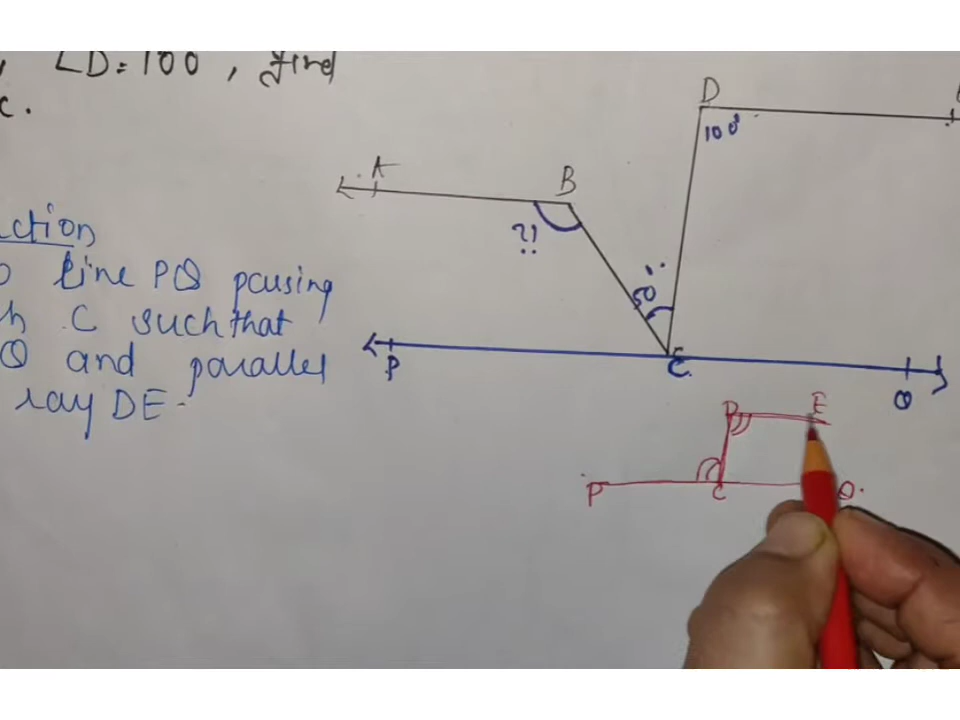 ∠D = 100 , find
c.
ction
line PQ passing
C such that
Q and parallel
ray DE.
D
100°
A
B
??
50
P
C
Q
D
E
P
C
Q.